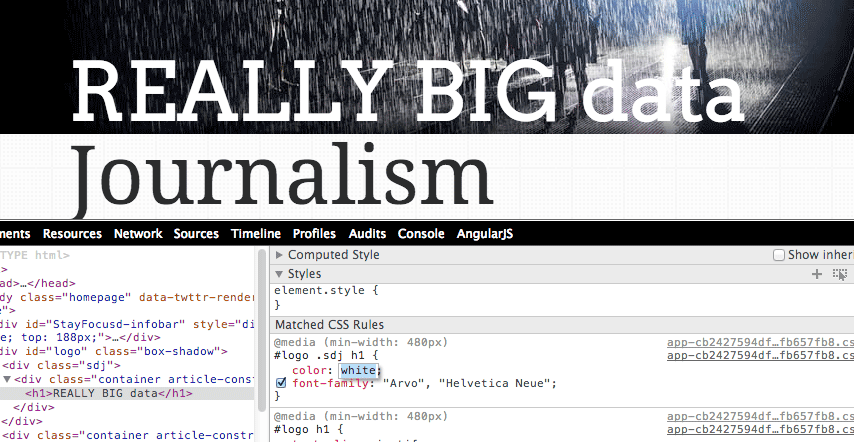 REALLY BIG data
Journalism
ments Resources Network Sources Timeline Profiles Audits Console AngularJS
TYPE html>
>
ad>…</head>
dy class="homepage" data-twttr-render
">
div id="StayFocusd-infobar" style="di
e; top: 188px;">…</div>
div id="logo" class="box-shadow">
<div class="sdj">
▼<div class="container article-const
<h1>REALLY BIG data</h1>
</div>
</div>
<div class="container article-constr
▶ Computed Style Show inheri
▼ Styles
element.style {
}
Matched CSS Rules
@media (min-width: 480px) app-cb2427594df…fb657fb8.cs
#logo .sdj h1 { app-cb2427594df…fb657fb8.cs
color: white;
font-family: "Arvo", "Helvetica Neue";
}
@media (min-width: 480px) app-cb2427594df…fb657fb8.cs
#logo h1 { app-cb2427594df…fb657fb8.cs